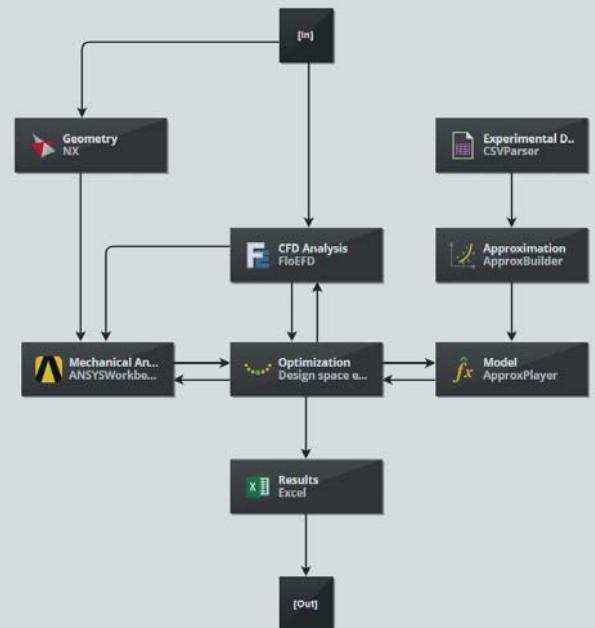 [in]
Geometry
NX
Experimental D..
CSVParser
CFD Analysis
FloEFD
Approximation
ApproxBuilder
Mechanical An...
ANSYSWorkbe...
Optimization
Design space e...
Model
ApproxPlayer
Results
Excel
[Out]